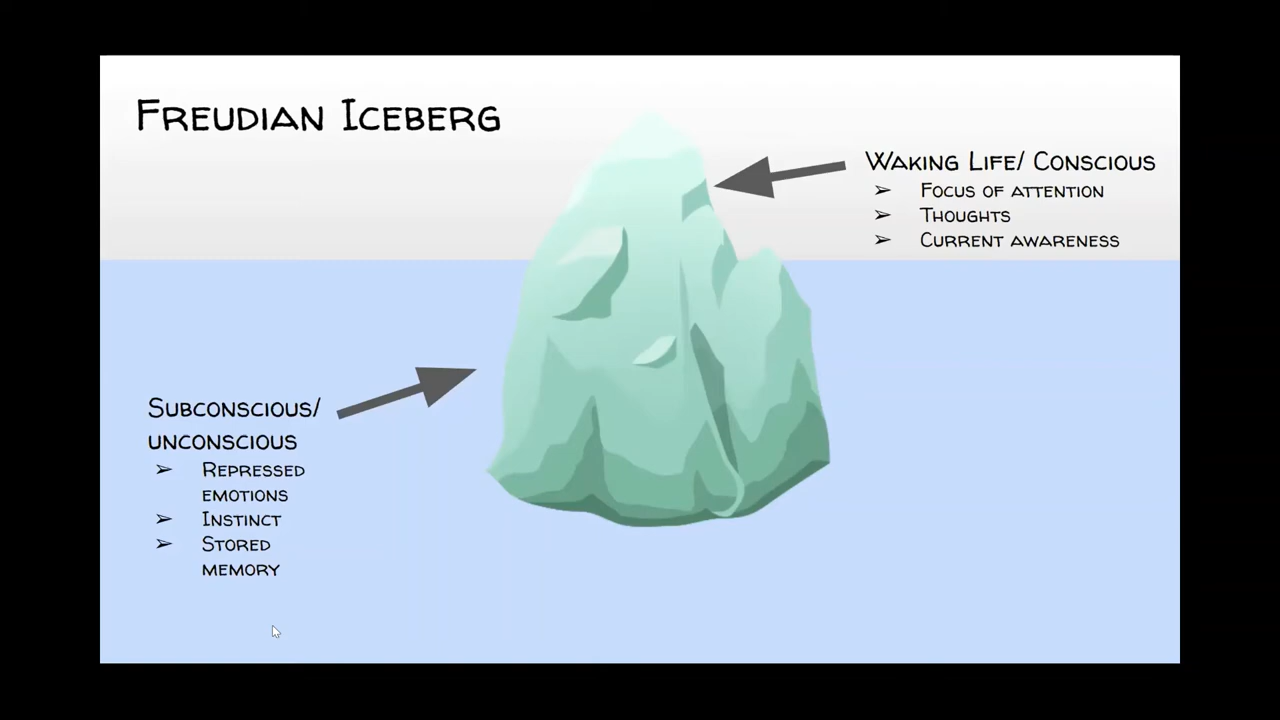 Freudian Iceberg
Waking Life/ Conscious
➢ Focus of attention
➢ Thoughts
➢ Current awareness
Subconscious/
unconscious
➢ Repressed
emotions
➢ Instinct
➢ Stored
memory